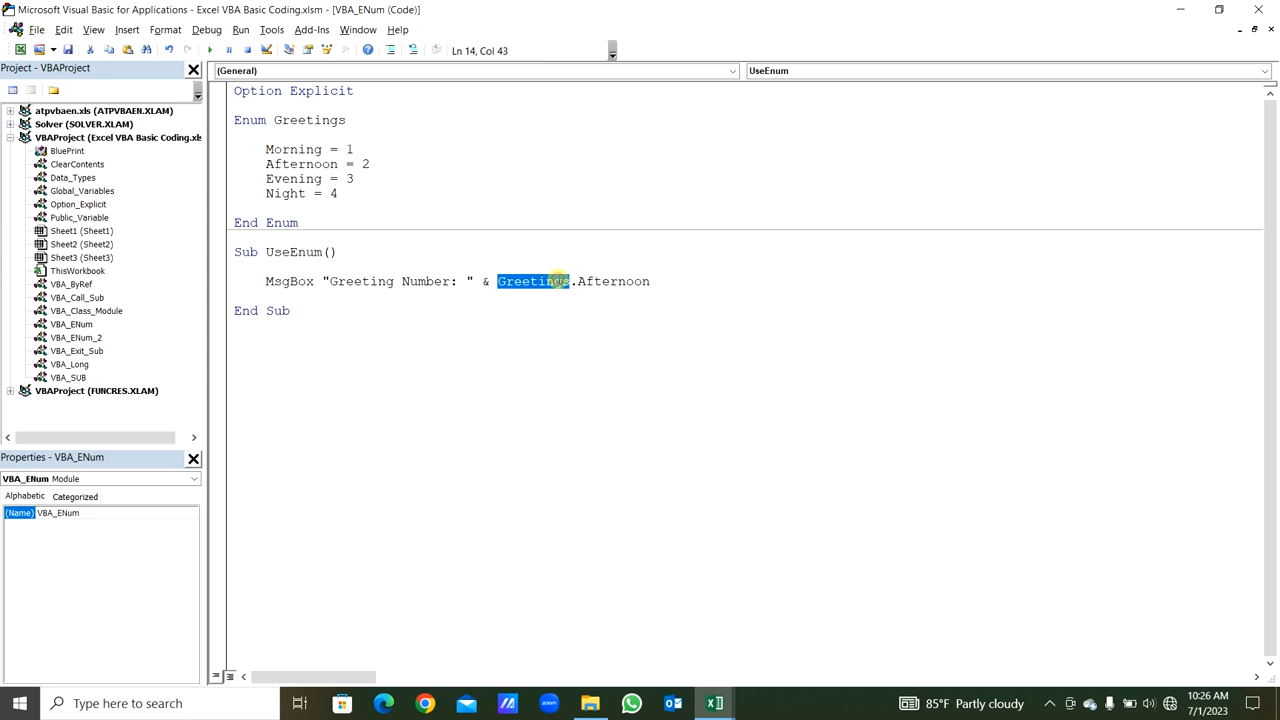 Microsoft Visual Basic for Applications - Excel VBA Basic Coding.xlsm - [VBA_ENum (Code)]
File Edit View Insert Format Debug Run Tools Add-Ins Window Help
Ln 14, Col 43
Project - VBAProject
(General)
UseEnum
atpvbaen.xls (ATPVBAEN.XLAM)
Solver (SOLVER.XLAM)
VBAProject (Excel VBA Basic Coding.xls
BluePrint
ClearContents
Data_Types
Global_Variables
Option_Explicit
Public_Variable
Sheet1 (Sheet1)
Sheet2 (Sheet2)
Sheet3 (Sheet3)
ThisWorkbook
VBA_ByRef
VBA_Call_Sub
VBA_Class_Module
VBA_ENum
VBA_ENum_2
VBA_Exit_Sub
VBA_Long
VBA_SUB
VBAProject (FUNCRES.XLAM)
Properties - VBA_ENum
VBA_ENum Module
Alphabetic Categorized
(Name) VBA_ENum
Option Explicit
Enum Greetings
Morning = 1
Afternoon = 2
Evening = 3
Night = 4
End Enum
Sub UseEnum()
MsgBox "Greeting Number: " & Greetings.Afternoon
End Sub
Type here to search
zoom
85°F Partly cloudy
10:26 AM
7/1/2023